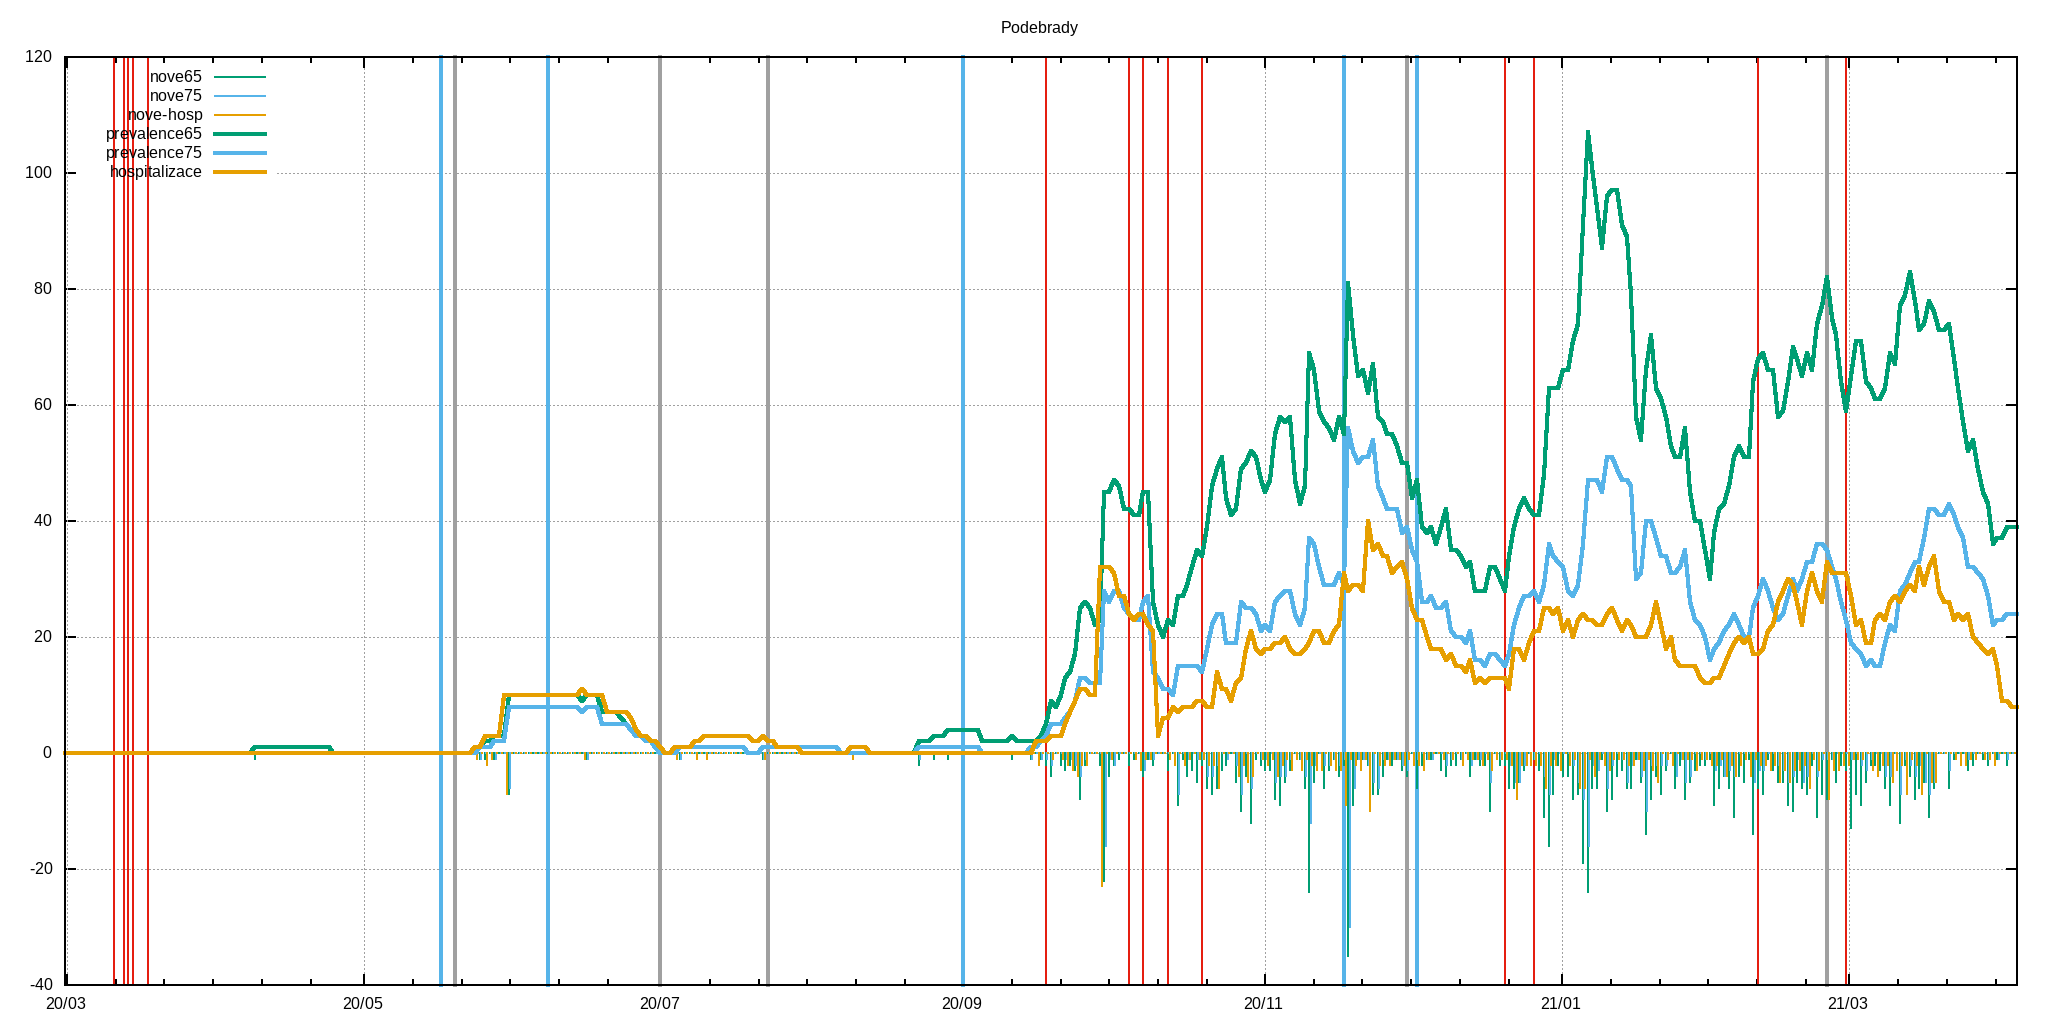 Podebrady
120
100
80
60
40
20
0
-20
-40
nove65
nove75
nove-hosp
prevalence65
prevalence75
hospitalizace
20/03 20/05 20/07 20/09 20/11 21/01 21/03